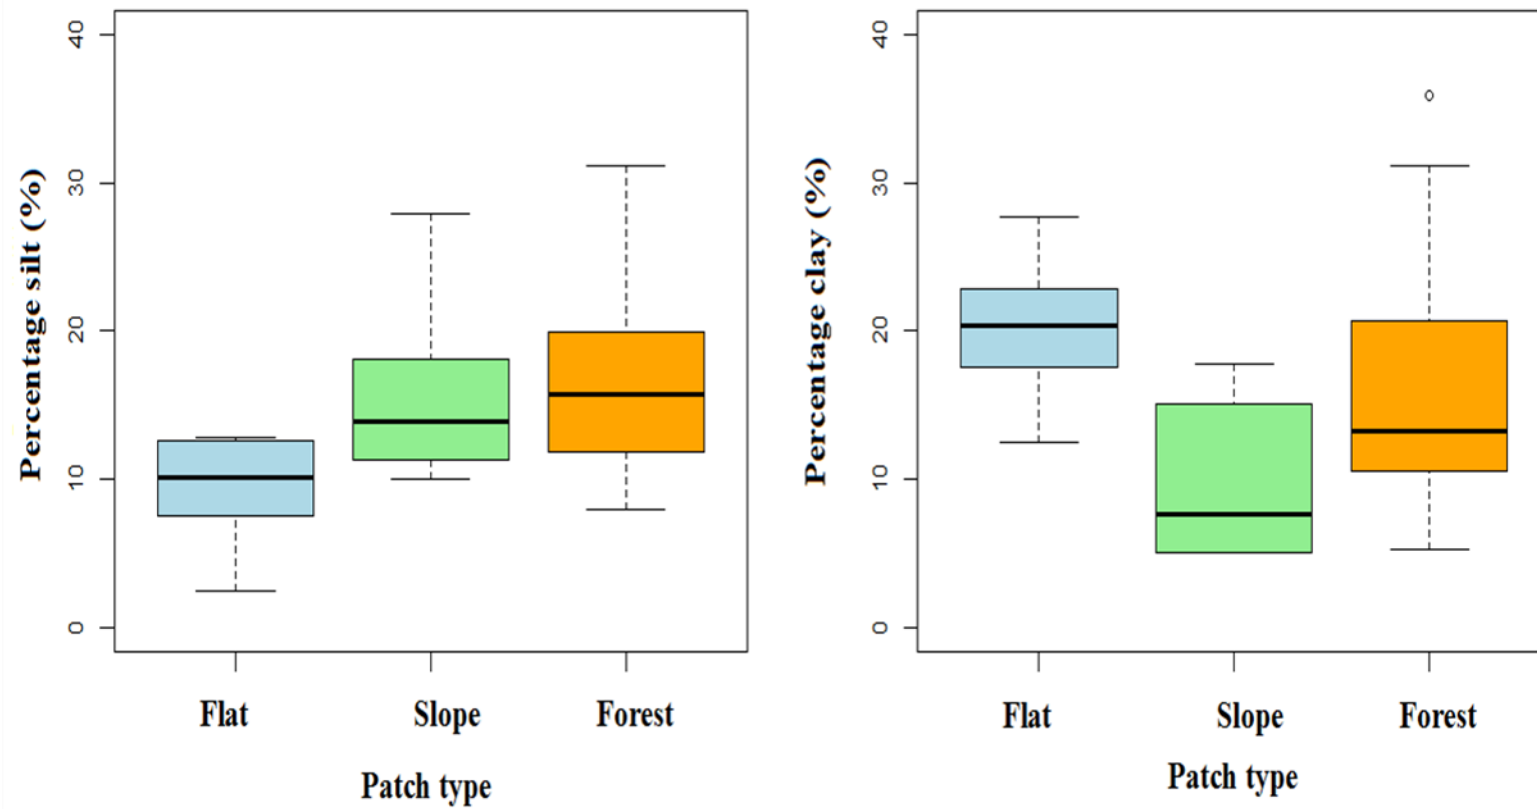 Percentage silt (%)
40
30
20
10
0
Flat Slope Forest
Patch type
Percentage clay (%)
40
30
20
10
0
Flat Slope Forest
Patch type